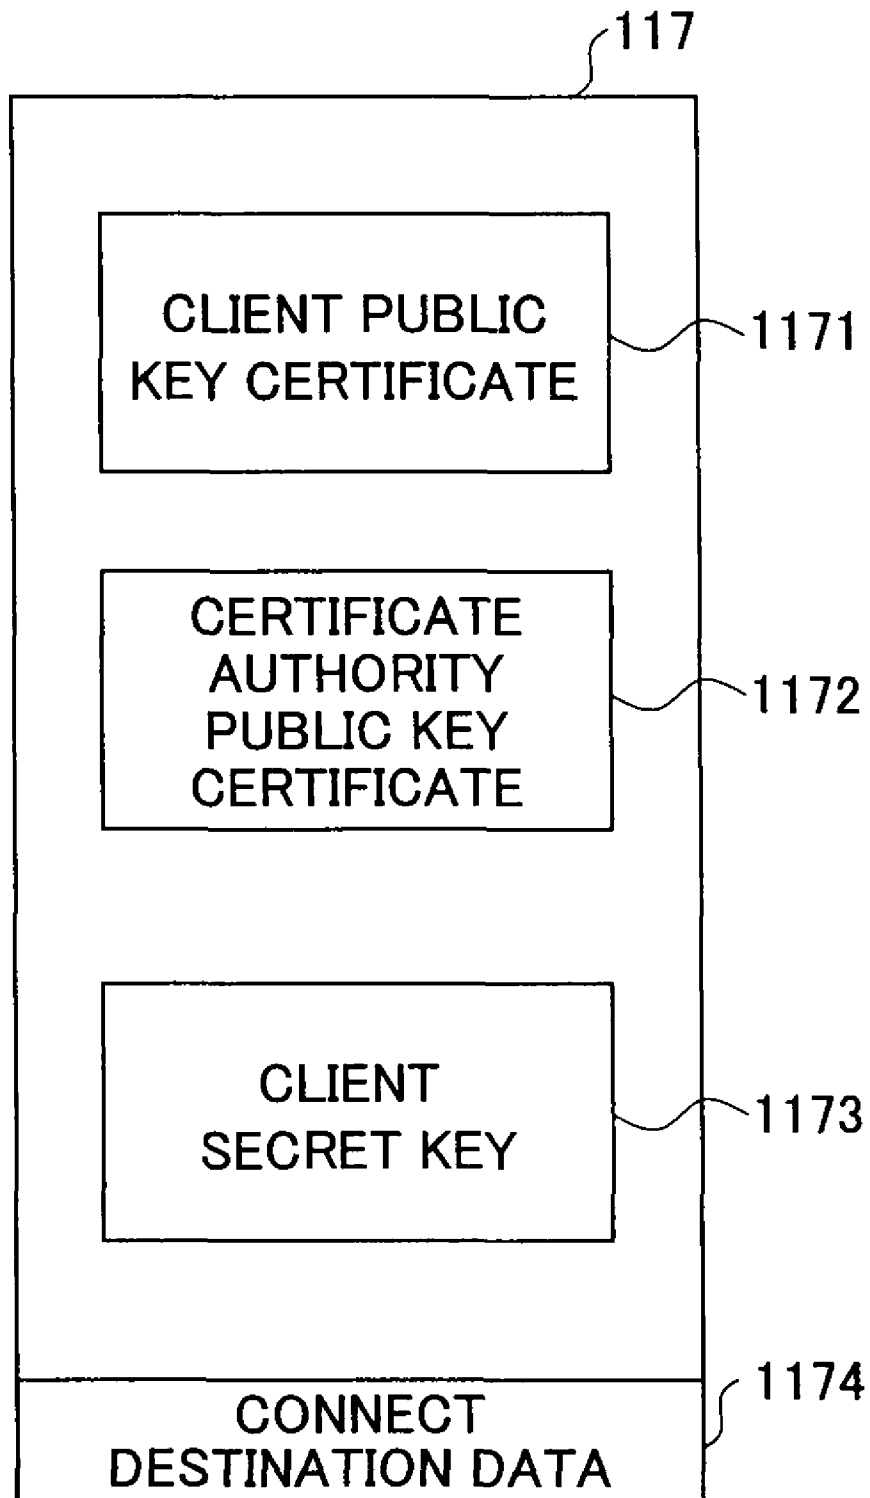 117
CLIENT PUBLIC
KEY CERTIFICATE
1171
CERTIFICATE
AUTHORITY
PUBLIC KEY
CERTIFICATE
1172
CLIENT
SECRET KEY
1173
1174
CONNECT
DESTINATION DATA